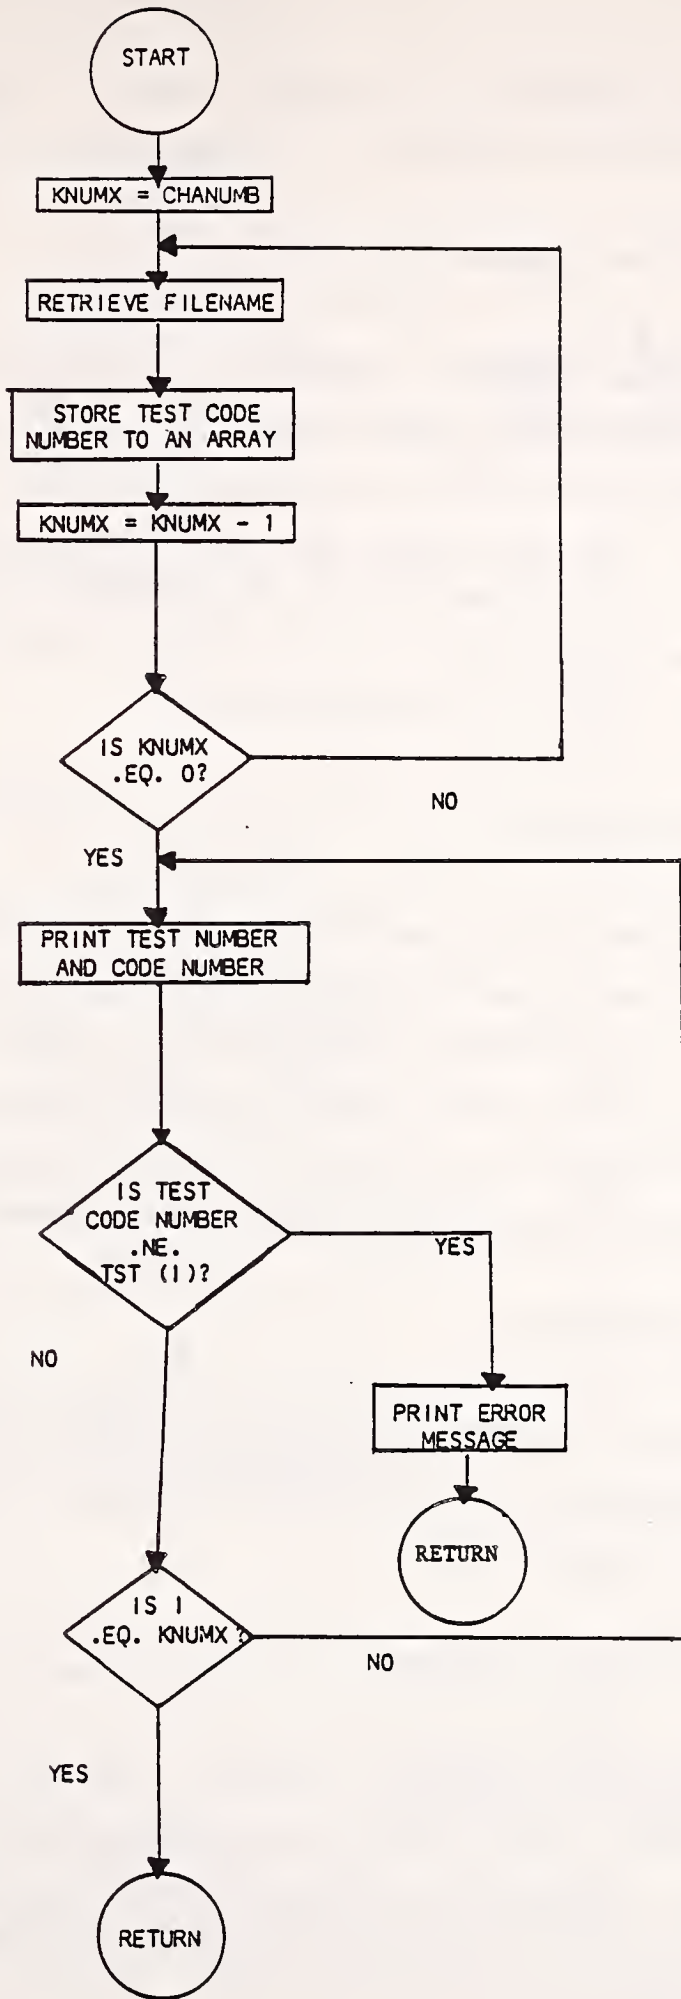 START
KNUMX = CHANUMB
RETRIEVE FILENAME
STORE TEST CODE
NUMBER TO AN ARRAY
KNUMX = KNUMX - 1
IS KNUMX
.EQ. 0?
NO
YES
PRINT TEST NUMBER
AND CODE NUMBER
IS TEST
CODE NUMBER
.NE.
TST (I)?
YES
NO
PRINT ERROR
MESSAGE
RETURN
IS I
.EQ. KNUMX?
NO
YES
RETURN